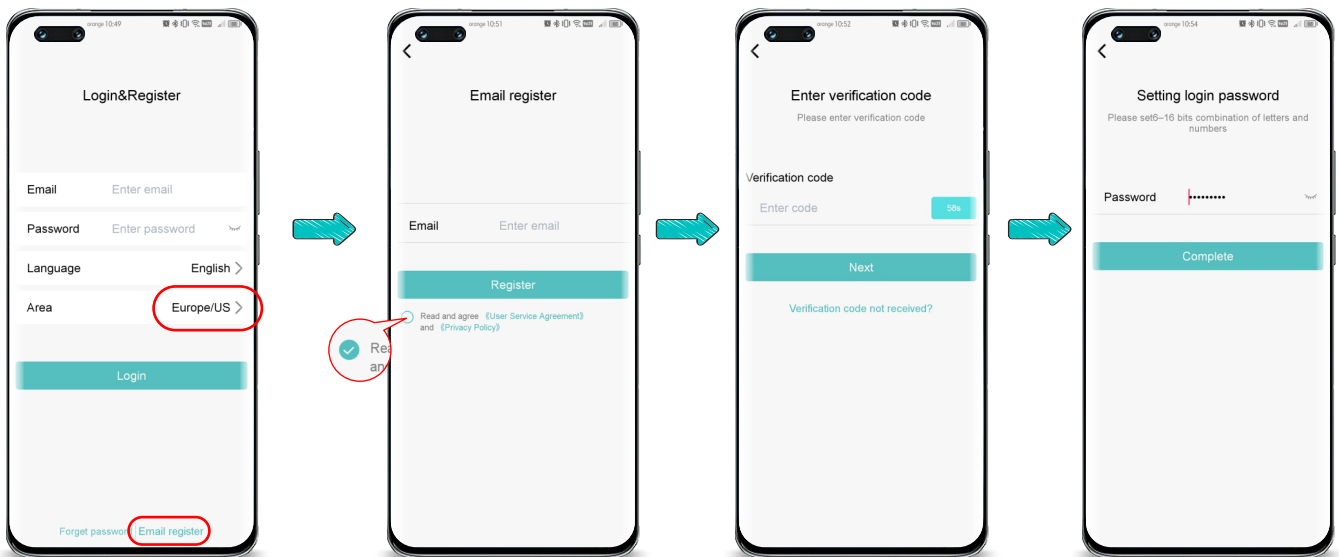 orange 10:49
Login&Register
Email Enter email
Password Enter password
Language English
Area Europe/US
Login
Forget password Email register
orange 10:51
Email register
Email Enter email
Register
Read and agree 《User Service Agreement》
and 《Privacy Policy》
Rea
an
orange 10:52
Enter verification code
Please enter verification code
Verification code
Enter code 58s
Next
Verification code not received?
orange 10:54
Setting login password
Please set6–16 bits combination of letters and
numbers
Password •••••••••
Complete